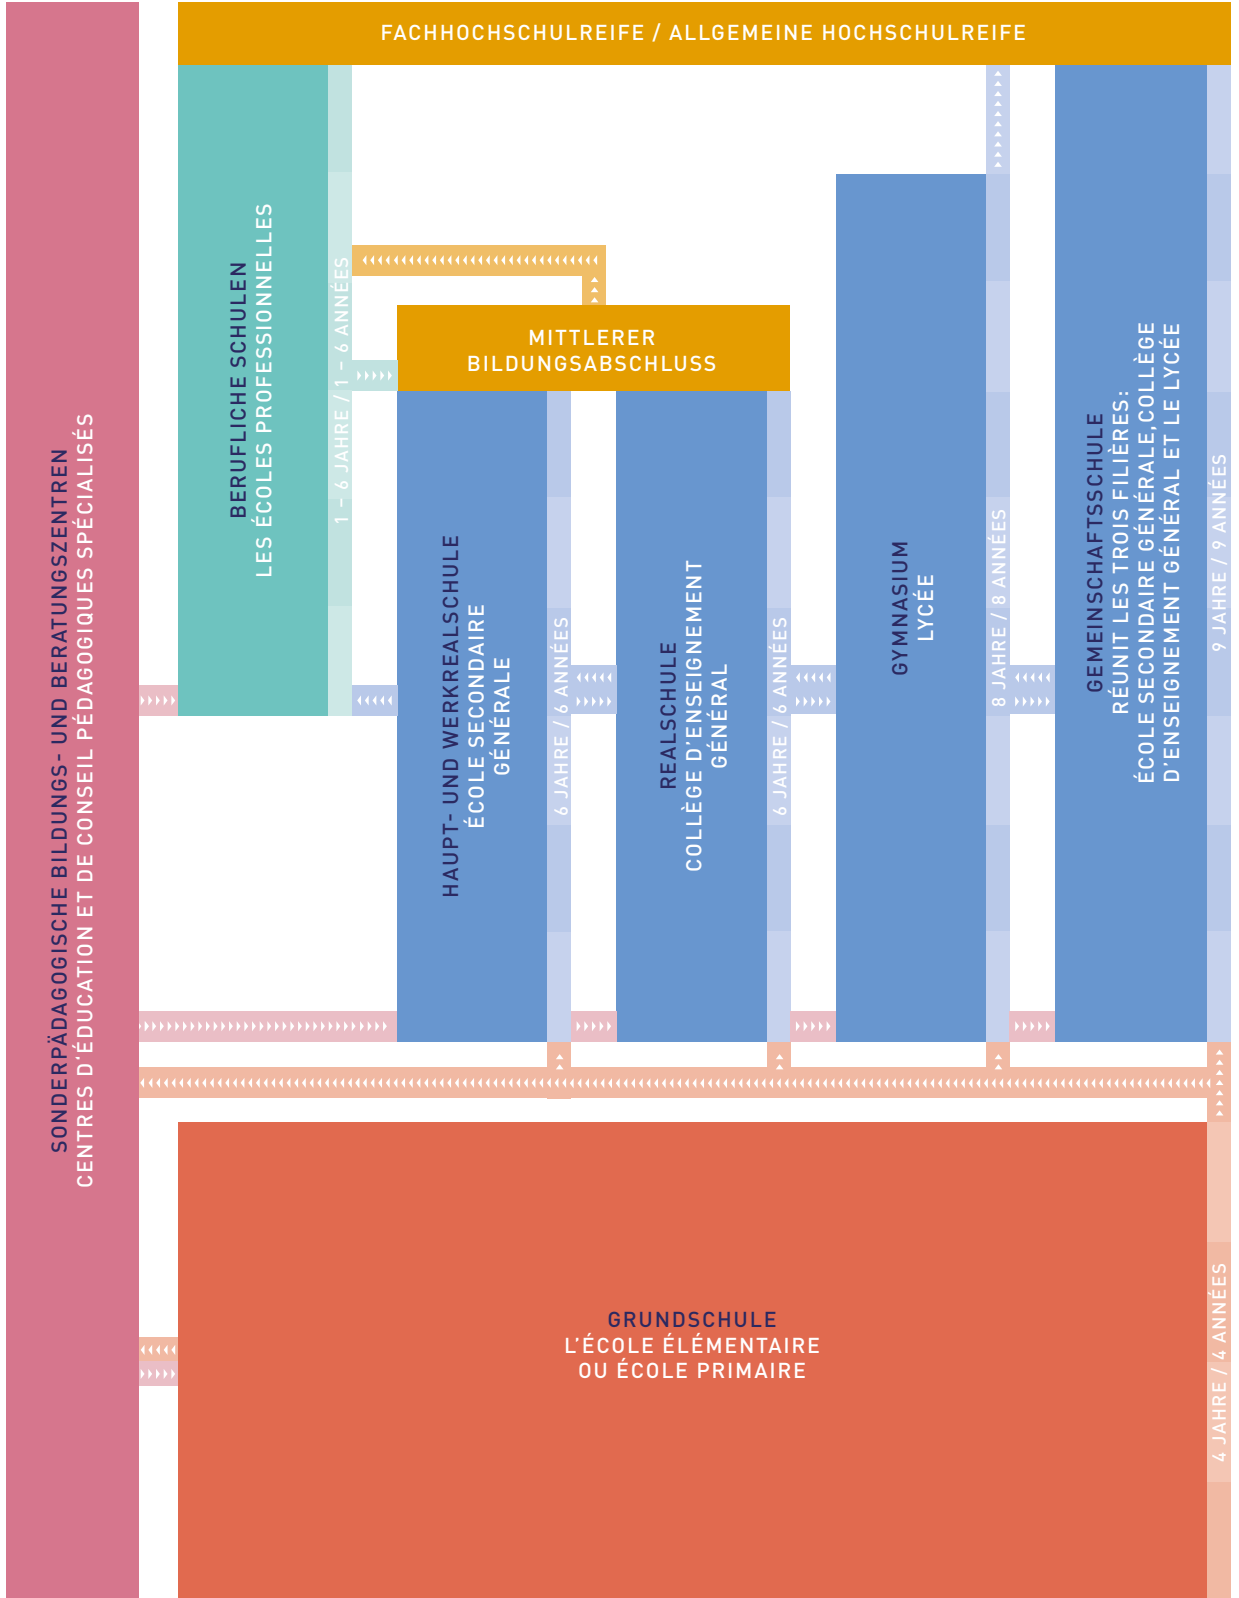 FACHHOCHSCHULREIFE / ALLGEMEINE HOCHSCHULREIFE
SONDERPÄDAGOGISCHE BILDUNGS- UND BERATUNGSZENTREN
CENTRES D'ÉDUCATION ET DE CONSEIL PÉDAGOGIQUES SPÉCIALISÉS
BERUFLICHE SCHULEN
LES ÉCOLES PROFESSIONNELLES
1 – 6 JAHRE / 1 – 6 ANNÉES
MITTLERER
BILDUNGSABSCHLUSS
HAUPT- UND WERKREALSCHULE
ÉCOLE SECONDAIRE
GÉNÉRALE
6 JAHRE / 6 ANNÉES
REALSCHULE
COLLÈGE D'ENSEIGNEMENT
GÉNÉRAL
6 JAHRE / 6 ANNÉES
GYMNASIUM
LYCÉE
8 JAHRE / 8 ANNÉES
GEMEINSCHAFTSSCHULE
RÉUNIT LES TROIS FILIÈRES:
ÉCOLE SECONDAIRE GÉNÉRALE,COLLÈGE
D'ENSEIGNEMENT GÉNÉRAL ET LE LYCÉE
9 JAHRE / 9 ANNÉES
GRUNDSCHULE
L'ÉCOLE ÉLÉMENTAIRE
OU ÉCOLE PRIMAIRE
4 JAHRE / 4 ANNÉES